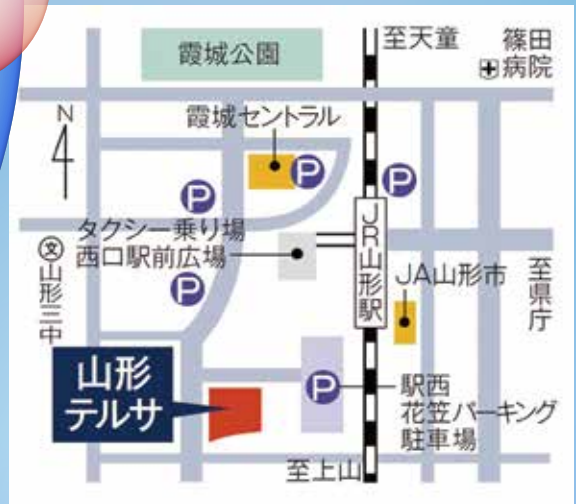 至天童
霞城公園
篠田
病院
N
霞城セントラル
P
P
P
タクシー乗り場
西口駅前広場
JR山形駅
文
山形三中
P
JA山形市
至県庁
山形
テルサ
P
駅西
花笠パーキング
駐車場
至上山